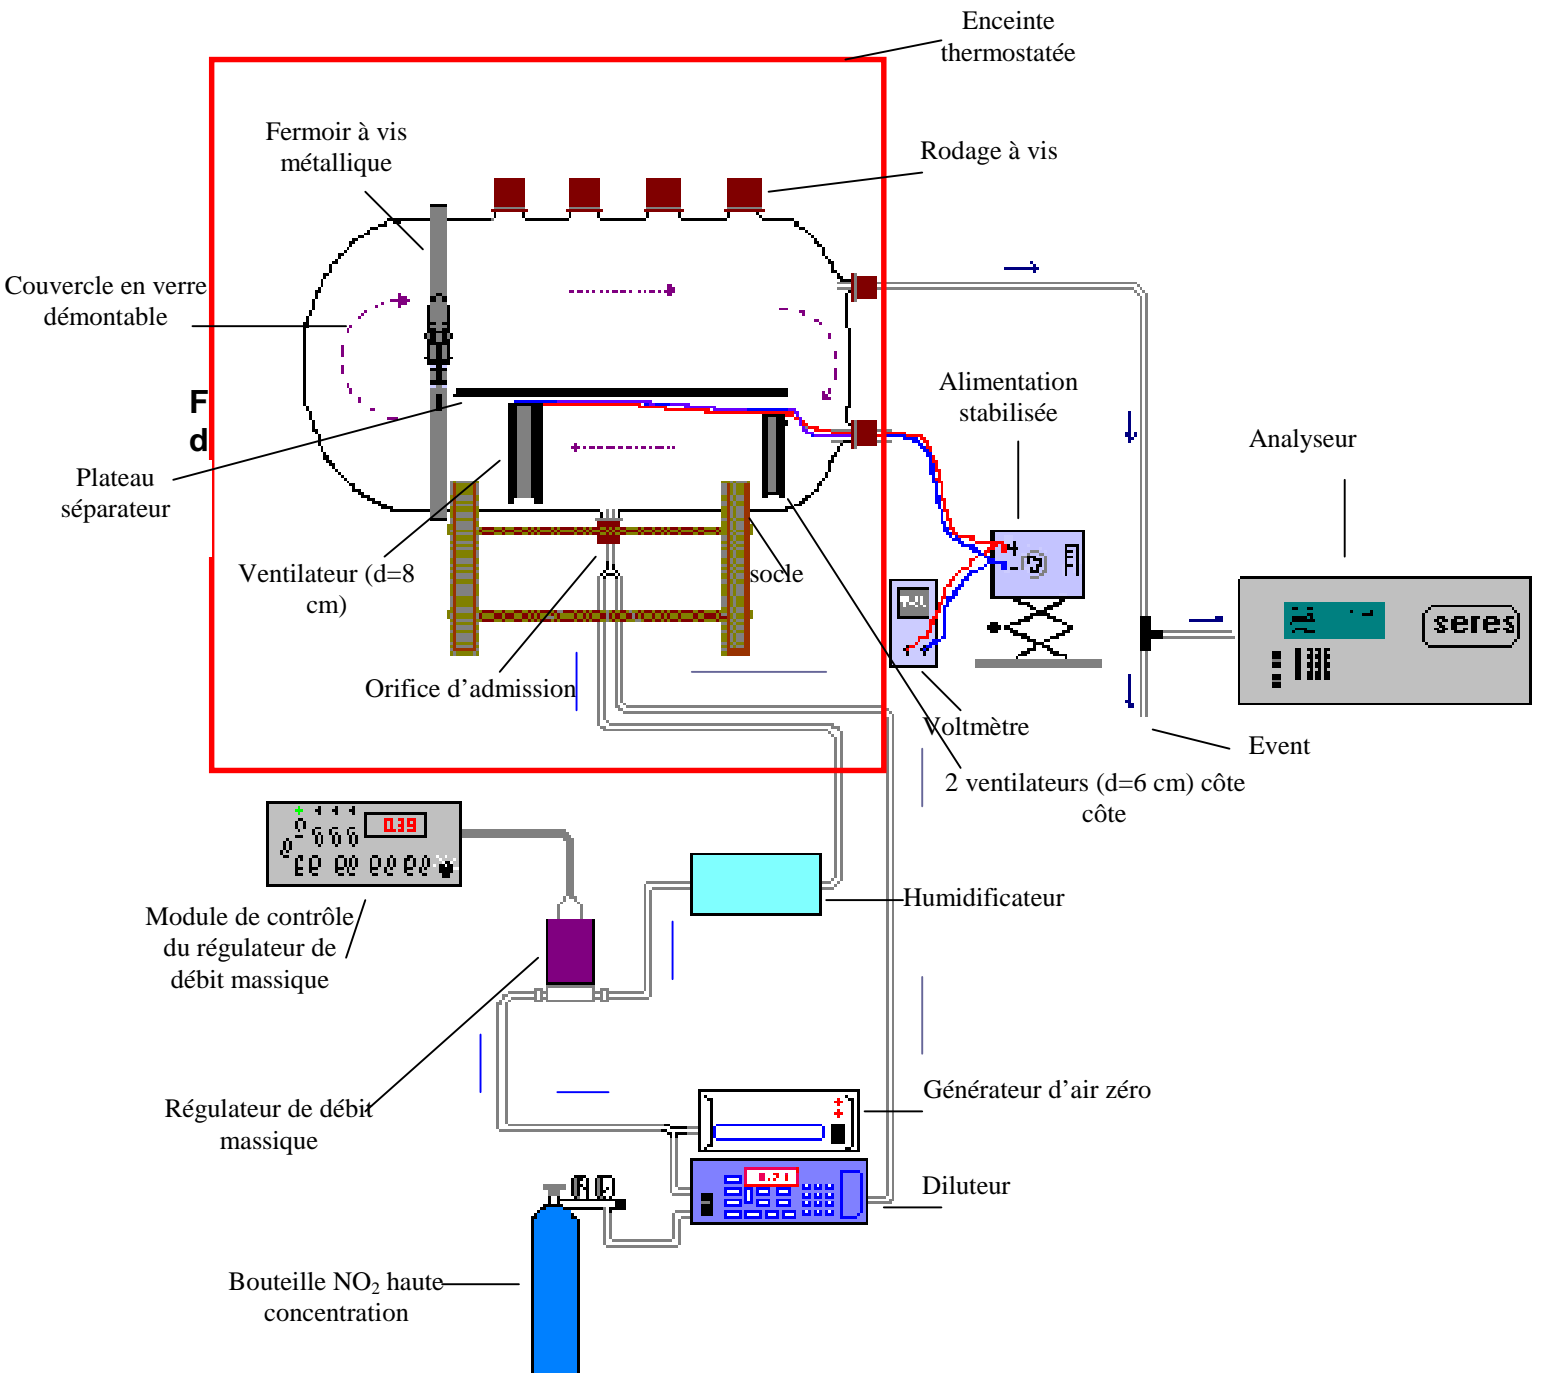 Enceinte
thermostatée
Fermoir à vis
métallique
Rodage à vis
Couvercle en verre
démontable
F
d
Alimentation
stabilisée
Analyseur
Plateau
séparateur
Ventilateur (d=8
cm)
socle
seres
Orifice d’admission
Voltmètre
Event
2 ventilateurs (d=6 cm) côte
côte
0.39
Module de contrôle
du régulateur de
débit massique
Humidificateur
Générateur d’air zéro
Régulateur de débit
massique
Diluteur
Bouteille NO₂ haute
concentration